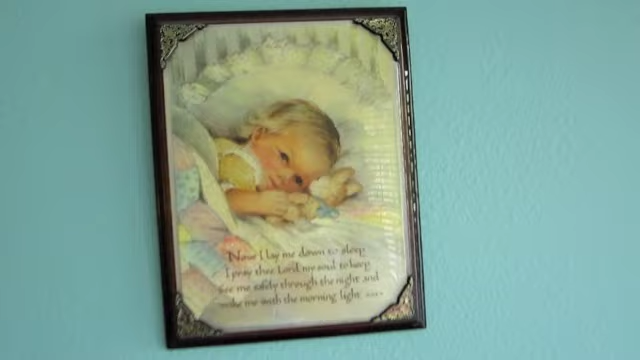 Now I lay me down to sleep
I pray thee Lord my soul to keep
see me safely through the night and
wake me with the morning light